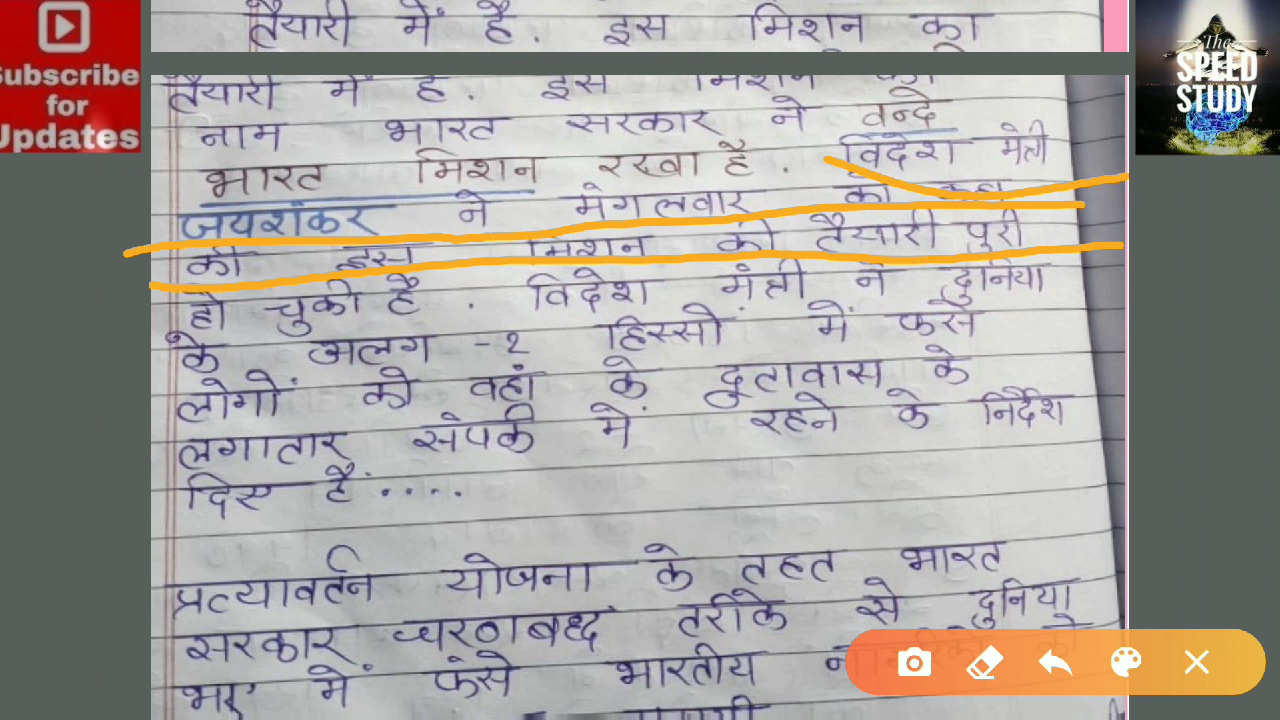 तैयारी में है. इस मिशन का
Subscribe
for
Updates
The
SPEED
STUDY
तैयारी में है. इस मिशन का
नाम भारत सरकार ने वन्दे
भारत मिशन रखा है. विदेश मंत्री
जयशंकर ने मंगलवार को कहा
की इस मिशन की तैयारी पुरी
हो चुकी है. विदेश मंत्री ने दुनिया
के अलग -२ हिस्सो में फसे
लोगों को वहां के दुतावास के
लगातार संपर्क में रहने के निर्देश
दिए है.....
प्रत्यावर्तन योजना के तहत भारत
सरकार चरणबध्द तरीके से दुनिया
भर में फंसे भारतीय